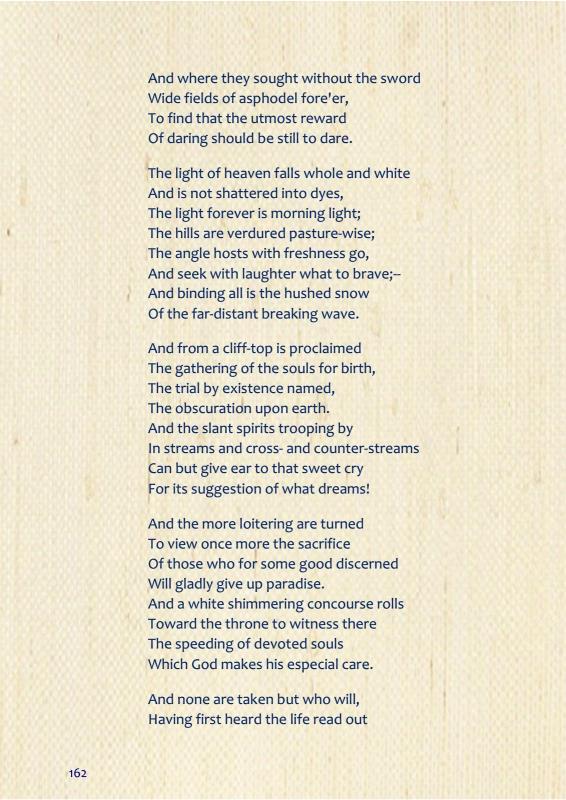 And where they sought without the sword
Wide fields of asphodel fore'er,
To find that the utmost reward
Of daring should be still to dare.
The light of heaven falls whole and white
And is not shattered into dyes,
The light forever is morning light;
The hills are verdured pasture-wise;
The angle hosts with freshness go,
And seek with laughter what to brave;--
And binding all is the hushed snow
Of the far-distant breaking wave.
And from a cliff-top is proclaimed
The gathering of the souls for birth,
The trial by existence named,
The obscuration upon earth.
And the slant spirits trooping by
In streams and cross- and counter-streams
Can but give ear to that sweet cry
For its suggestion of what dreams!
And the more loitering are turned
To view once more the sacrifice
Of those who for some good discerned
Will gladly give up paradise.
And a white shimmering concourse rolls
Toward the throne to witness there
The speeding of devoted souls
Which God makes his especial care.
And none are taken but who will,
Having first heard the life read out
162